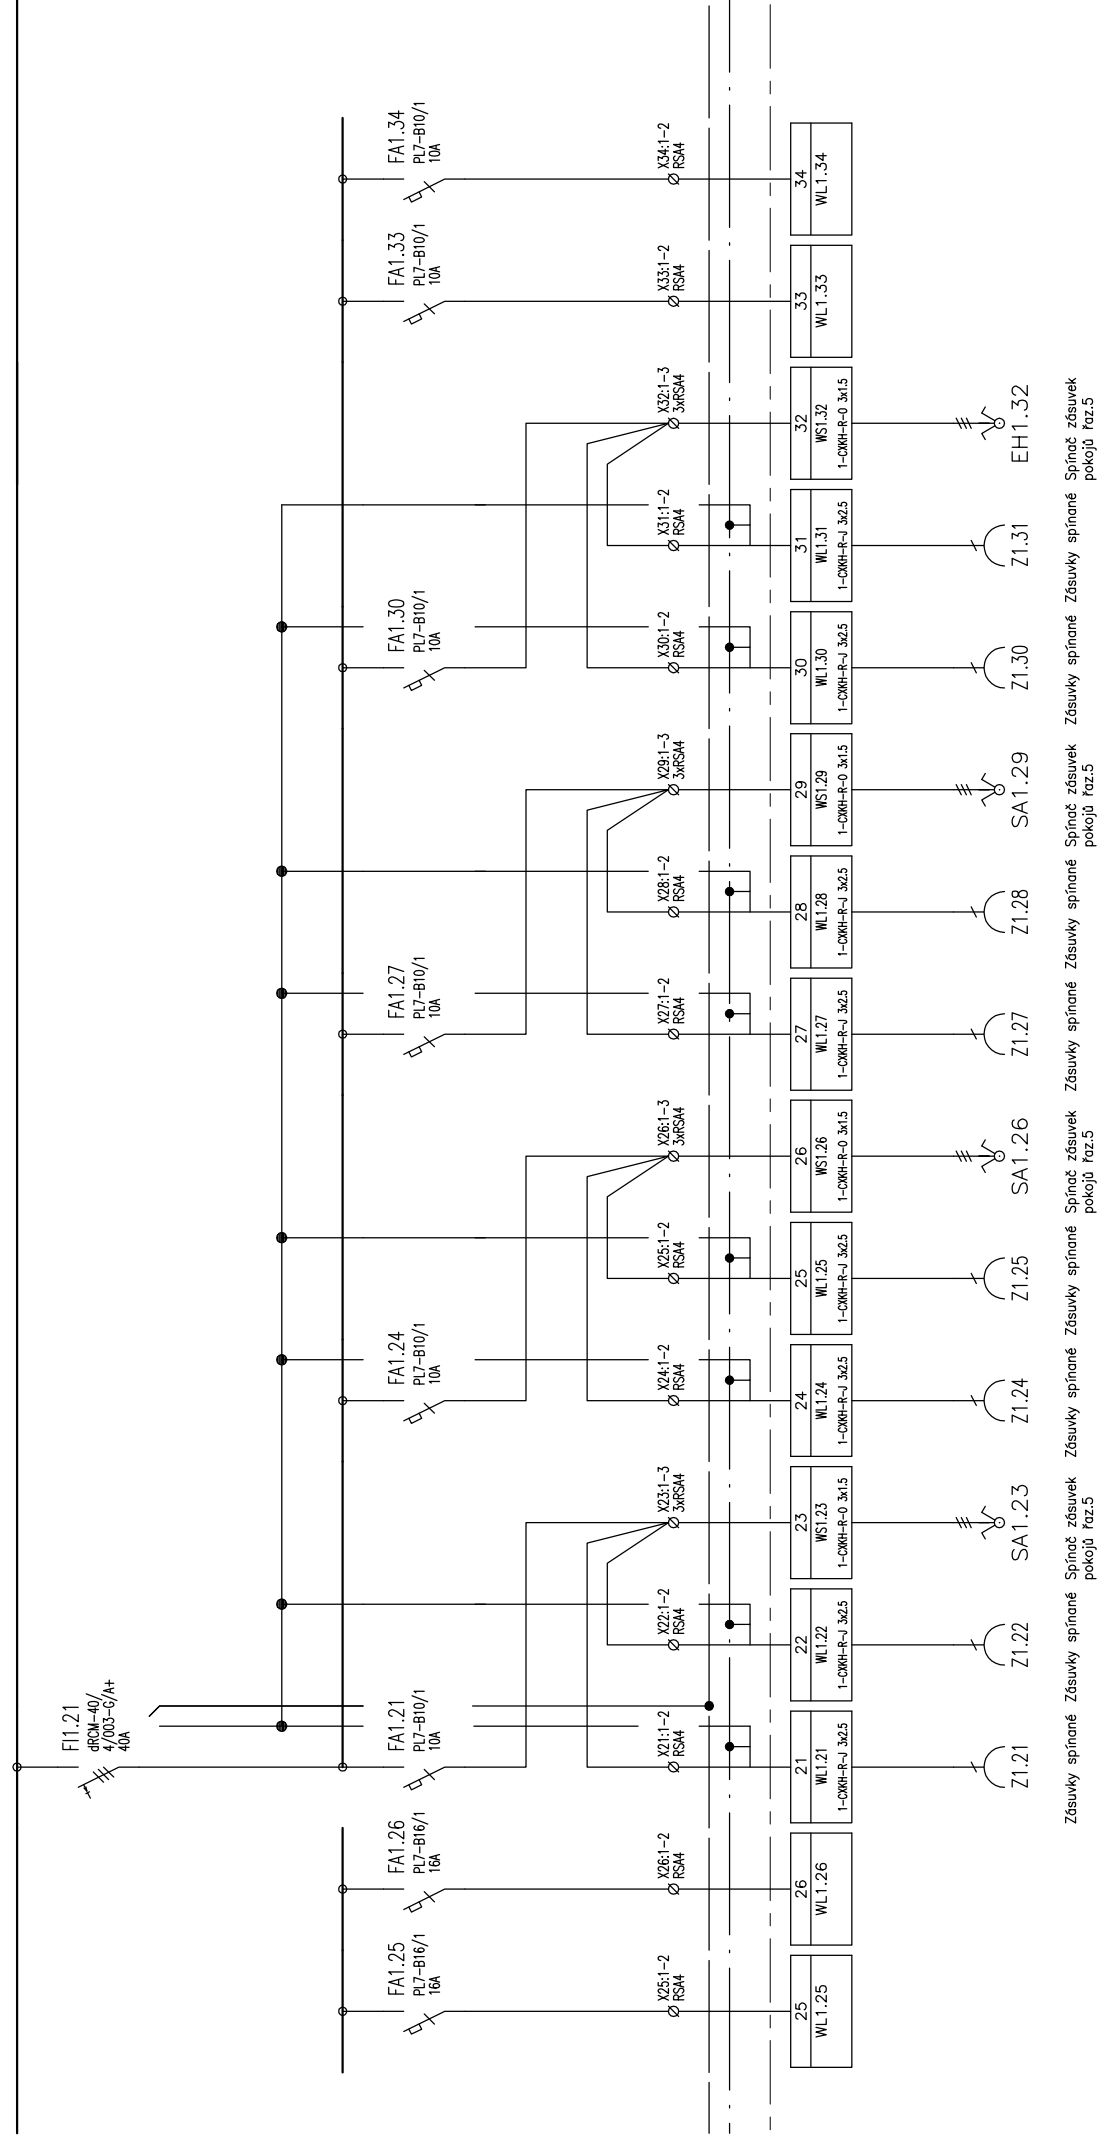 FI1.21
dRCM-40/
4/003-G/A+
40A
FA1.25
PL7-B16/1
16A
FA1.26
PL7-B16/1
16A
FA1.21
PL7-B10/1
10A
FA1.24
PL7-B10/1
10A
FA1.27
PL7-B10/1
10A
FA1.30
PL7-B10/1
10A
FA1.33
PL7-B10/1
10A
FA1.34
PL7-B10/1
10A
X25:1-2
RSA4
X26:1-2
RSA4
X21:1-2
RSA4
X22:1-2
RSA4
X23:1-3
3xRSA4
X24:1-2
RSA4
X25:1-2
RSA4
X26:1-3
3xRSA4
X27:1-2
RSA4
X28:1-2
RSA4
X29:1-3
3xRSA4
X30:1-2
RSA4
X31:1-2
RSA4
X32:1-3
3xRSA4
X33:1-2
RSA4
X34:1-2
RSA4
25
WL1.25
26
WL1.26
21
WL1.21
1-CXKH-R-J 3x2.5
22
WL1.22
1-CXKH-R-J 3x2.5
23
WS1.23
1-CXKH-R-O 3x1.5
24
WL1.24
1-CXKH-R-J 3x2.5
25
WL1.25
1-CXKH-R-J 3x2.5
26
WS1.26
1-CXKH-R-O 3x1.5
27
WL1.27
1-CXKH-R-J 3x2.5
28
WL1.28
1-CXKH-R-J 3x2.5
29
WS1.29
1-CXKH-R-O 3x1.5
30
WL1.30
1-CXKH-R-J 3x2.5
31
WL1.31
1-CXKH-R-J 3x2.5
32
WS1.32
1-CXKH-R-O 3x1.5
33
WL1.33
34
WL1.34
Z1.21
Z1.22
SA1.23
Z1.24
Z1.25
SA1.26
Z1.27
Z1.28
SA1.29
Z1.30
Z1.31
EH1.32
Zásuvky spínané
Zásuvky spínané
Spínač zásuvek
pokojů řaz.5
Zásuvky spínané
Zásuvky spínané
Spínač zásuvek
pokojů řaz.5
Zásuvky spínané
Zásuvky spínané
Spínač zásuvek
pokojů řaz.5
Zásuvky spínané
Zásuvky spínané
Spínač zásuvek
pokojů řaz.5